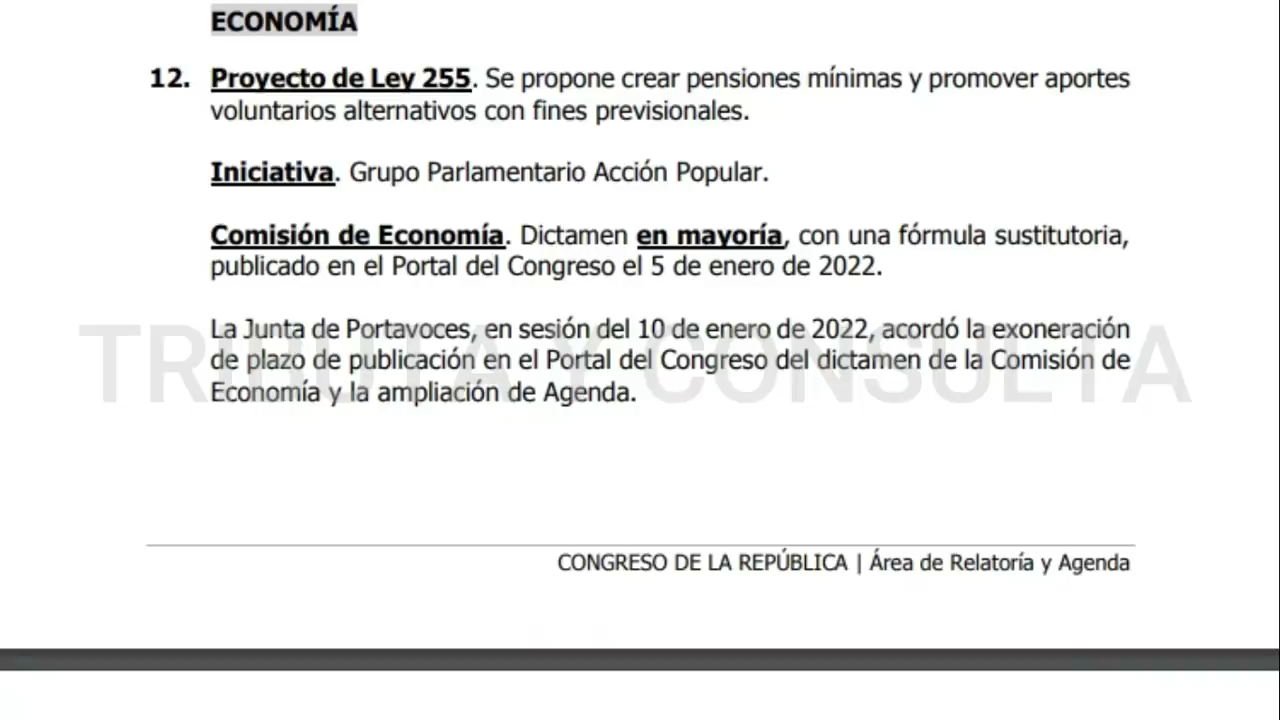 ECONOMÍA
12. Proyecto de Ley 255. Se propone crear pensiones mínimas y promover aportes
voluntarios alternativos con fines previsionales.
Iniciativa. Grupo Parlamentario Acción Popular.
Comisión de Economía. Dictamen en mayoría, con una fórmula sustitutoria,
publicado en el Portal del Congreso el 5 de enero de 2022.
La Junta de Portavoces, en sesión del 10 de enero de 2022, acordó la exoneración
de plazo de publicación en el Portal del Congreso del dictamen de la Comisión de
Economía y la ampliación de Agenda.
TRIBUTA Y CONSULTA
CONGRESO DE LA REPÚBLICA | Área de Relatoría y Agenda